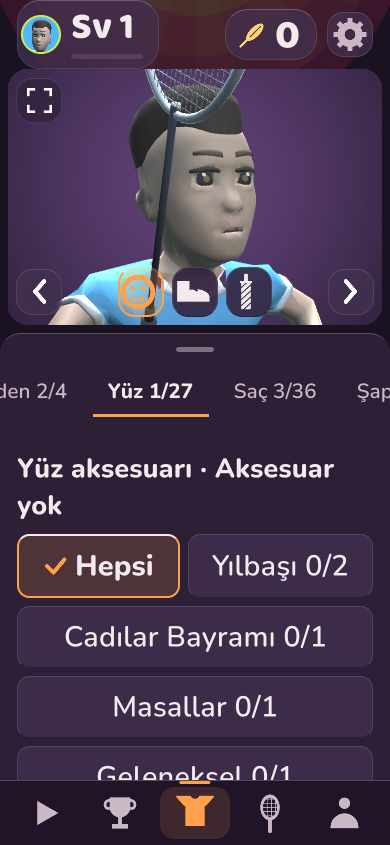 Sv 1
0
den 2/4
Yüz 1/27
Saç 3/36
Şap
Yüz aksesuarı · Aksesuar
yok
Hepsi
Yılbaşı 0/2
Cadılar Bayramı 0/1
Masallar 0/1
Geleneksel 0/1